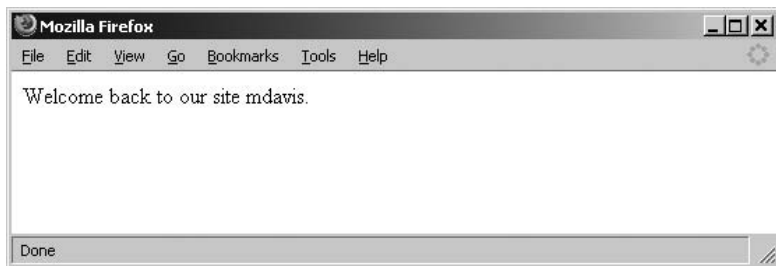 Mozilla Firefox
File Edit View Go Bookmarks Tools Help
Welcome back to our site mdavis.
Done